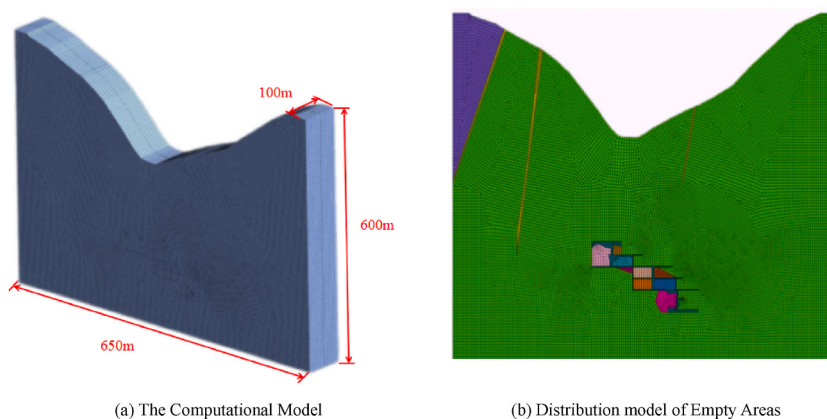 100m
600m
650m
(a) The Computational Model
(b) Distribution model of Empty Areas